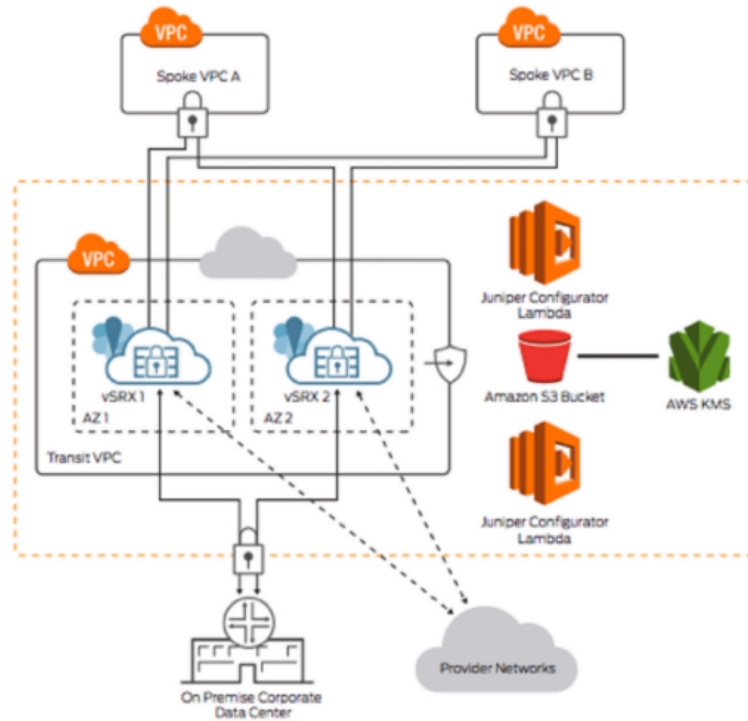 VPC
VPC
Spoke VPC A
Spoke VPC B
VPC
Juniper Configurator
Lambda
vSRX 1
vSRX 2
Amazon S3 Bucket
AWS KMS
AZ 1
AZ 2
Transit VPC
Juniper Configurator
Lambda
Provider Networks
On Premise Corporate
Data Center